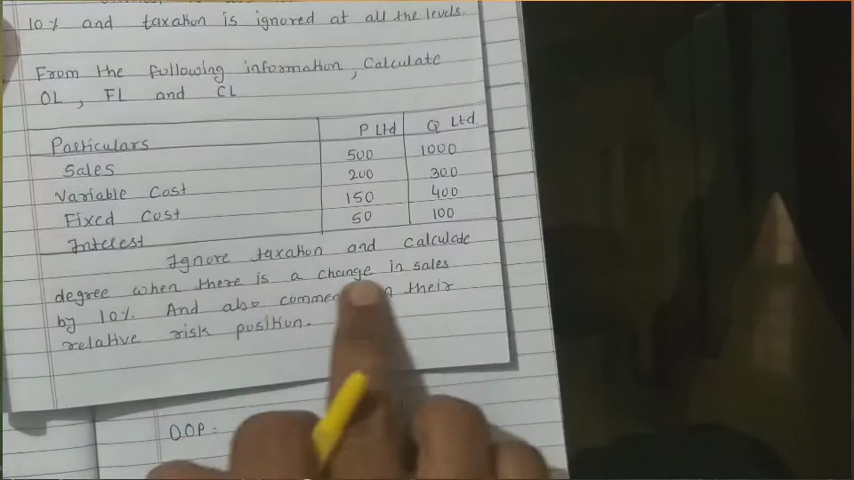 10% and taxation is ignored at all the levels.
From the following information, Calculate
OL, FL and CL
Particulars P Ltd Q Ltd.
Sales 500 1000
Variable Cost 200 300
Fixed Cost 150 400
Interest 50 100
Ignore taxation and calculate
degree when there is a change in sales
by 10%. And also their
relative risk position.
D.O.P: